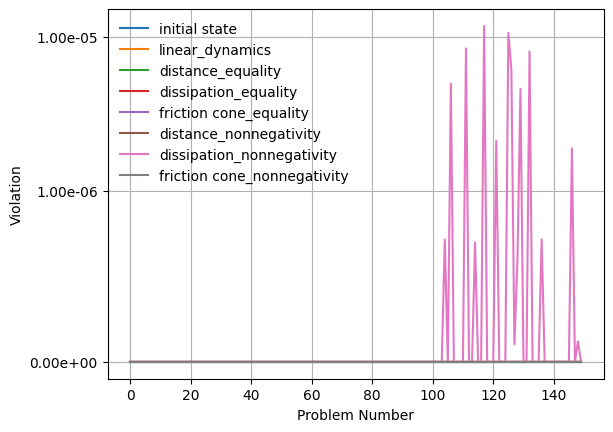 1.00e-05
1.00e-06
0.00e+00
Violation
initial state
linear_dynamics
distance_equality
dissipation_equality
friction cone_equality
distance_nonnegativity
dissipation_nonnegativity
friction cone_nonnegativity
0 20 40 60 80 100 120 140
Problem Number